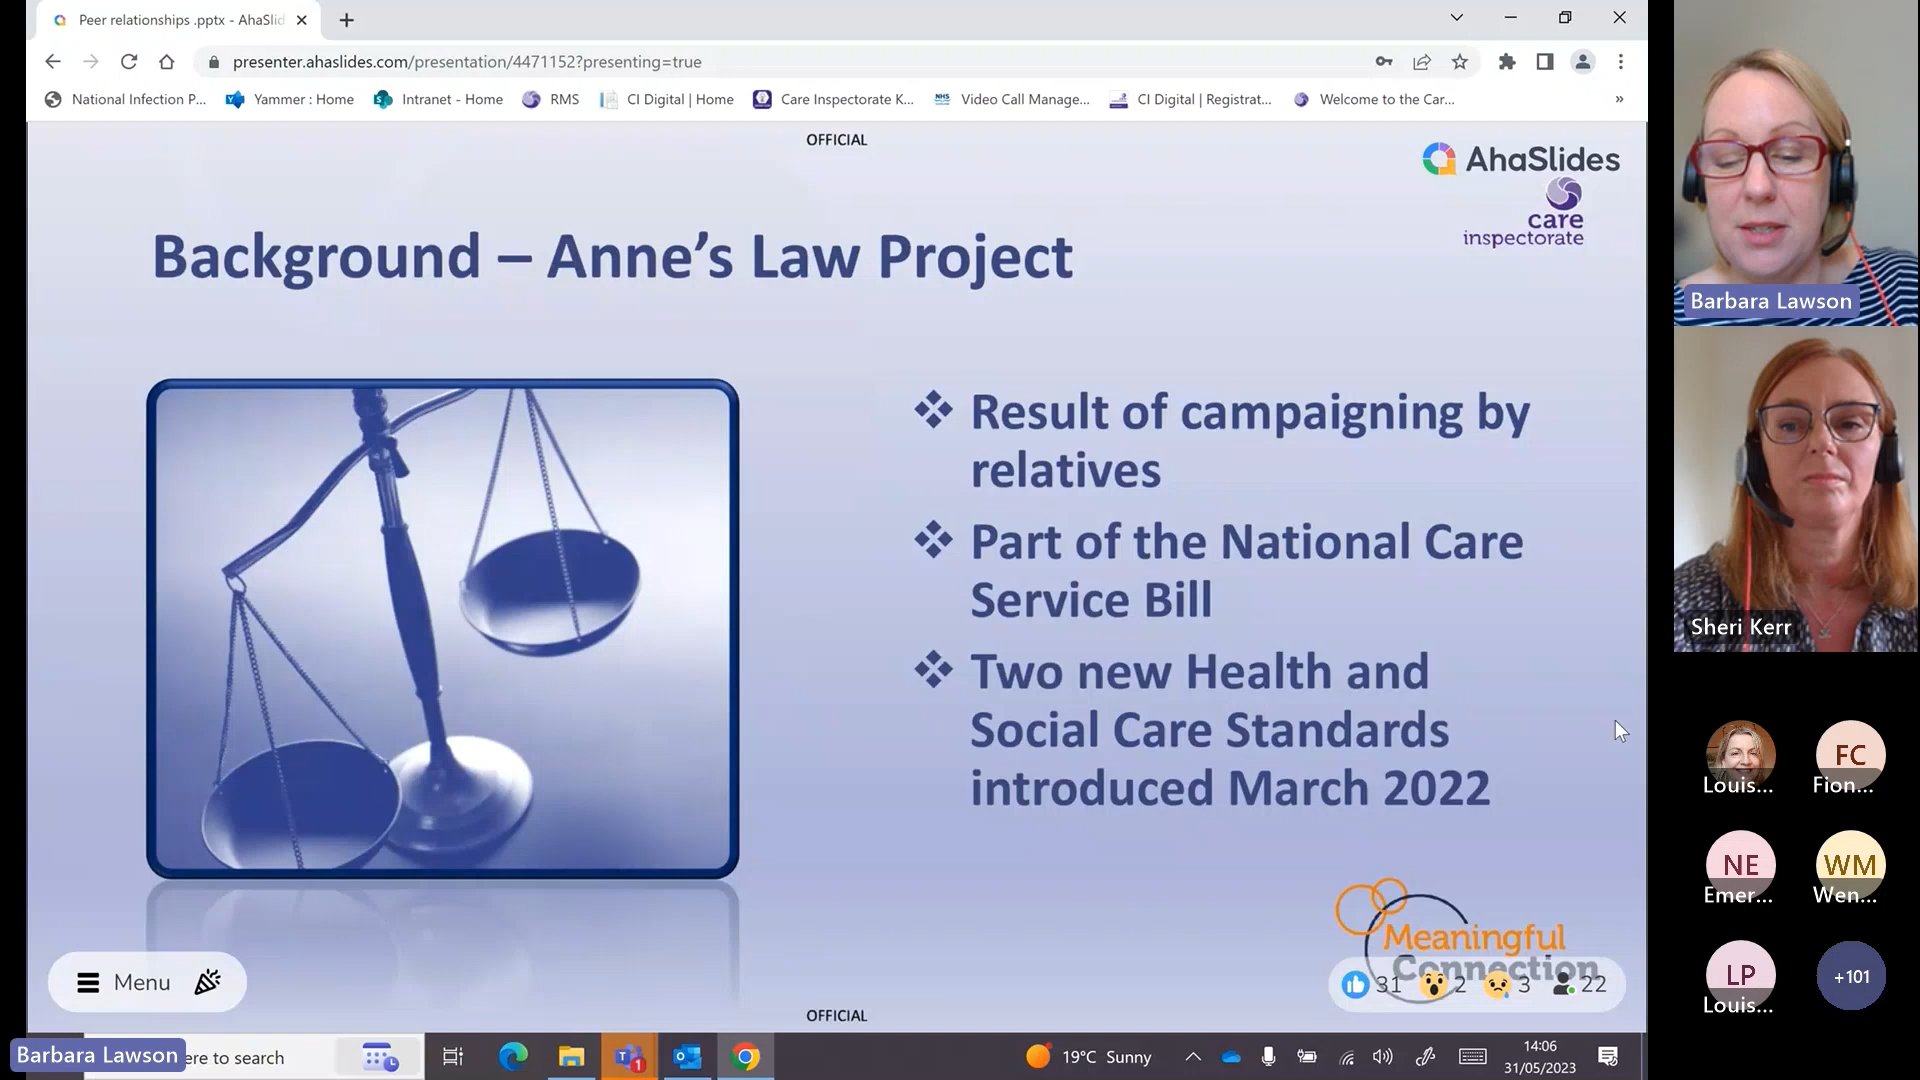 Peer relationships .pptx - AhaSlid
presenter.ahaslides.com/presentation/4471152?presenting=true
National Infection P...
Yammer : Home
Intranet - Home
RMS
CI Digital | Home
Care Inspectorate K...
NHS
Video Call Manage...
CI Digital | Registrat...
Welcome to the Car...
»
OFFICIAL
AhaSlides
care
inspectorate
Background – Anne's Law Project
Result of campaigning by
relatives
Part of the National Care
Service Bill
Two new Health and
Social Care Standards
introduced March 2022
Meaningful
Connection
Menu
31 2 3 22
OFFICIAL
Barbara Lawson
Sheri Kerr
Louis...
FC
Fion...
NE
Emer...
WM
Wen...
LP
Louis...
+101
Barbara Lawson
ere to search
1
19°C Sunny
14:06
31/05/2023